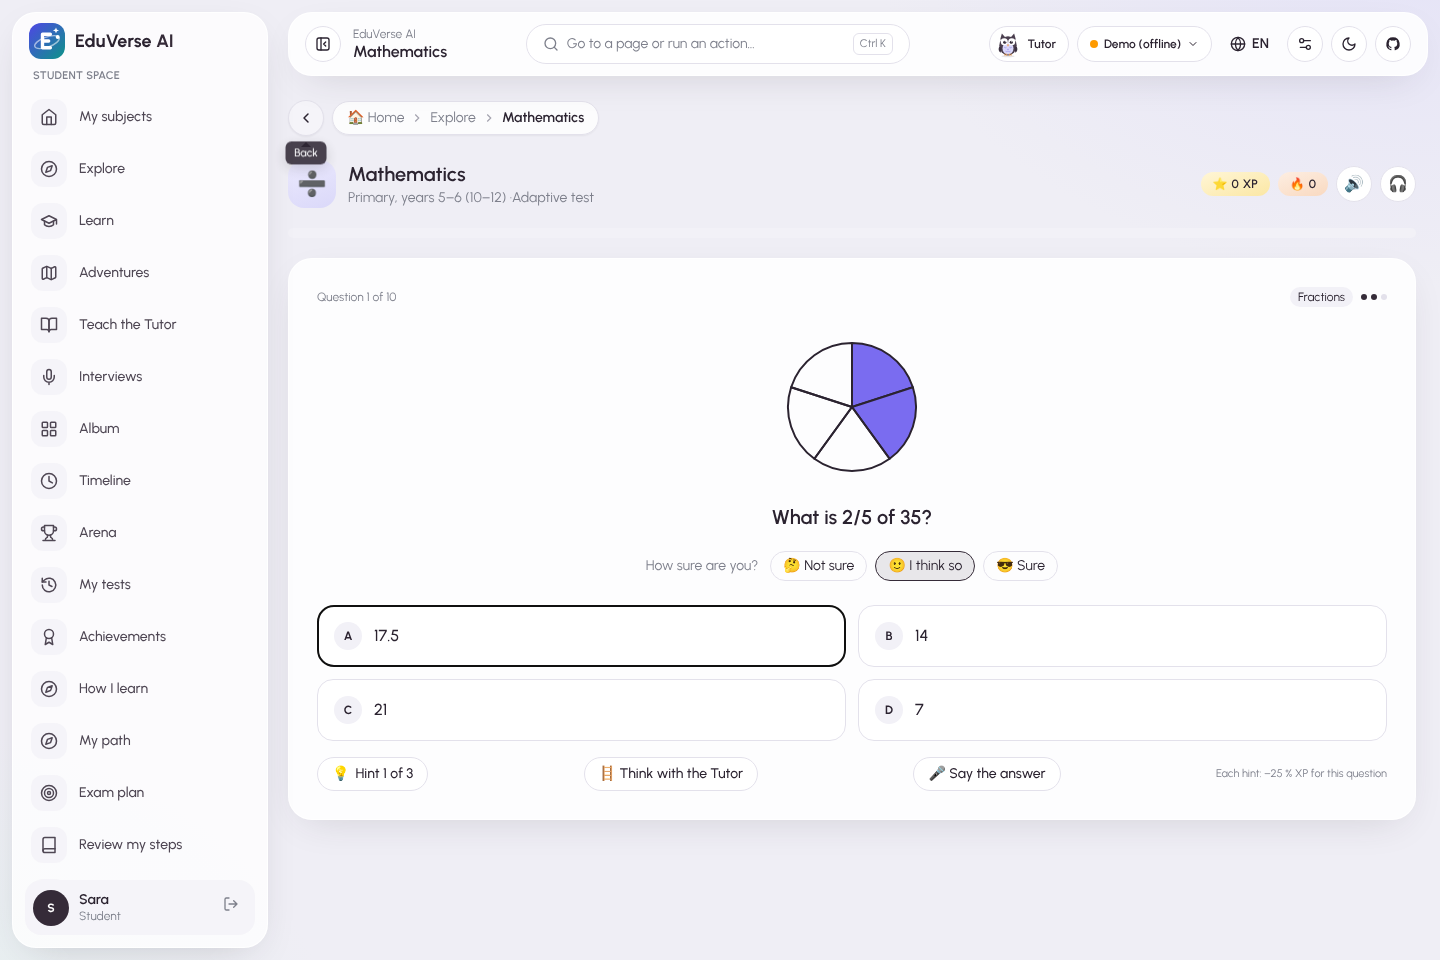 EduVerse AI
STUDENT SPACE
My subjects
Explore
Learn
Adventures
Teach the Tutor
Interviews
Album
Timeline
Arena
My tests
Achievements
How I learn
My path
Exam plan
Review my steps
S
Sara
Student
EduVerse AI
Mathematics
Go to a page or run an action...
Ctrl K
Tutor
Demo (offline)
EN
Home
Explore
Mathematics
Back
Mathematics
Primary, years 5–6 (10–12) · Adaptive test
0 XP
0
Question 1 of 10
Fractions
What is 2/5 of 35?
How sure are you?
Not sure
I think so
Sure
A 17.5
B 14
C 21
D 7
Hint 1 of 3
Think with the Tutor
Say the answer
Each hint: −25 % XP for this question